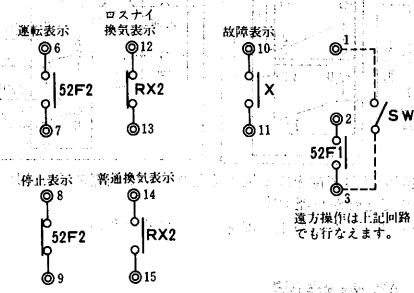 運転表示
6
52F2
7
ロスナイ
換気表示
12
RX2
13
故障表示
10
X
11
1
SW
2
52F1
3
遠方操作は上記回路
でも行なえます。
停止表示
8
52F2
9
普通換気表示
14
RX2
15